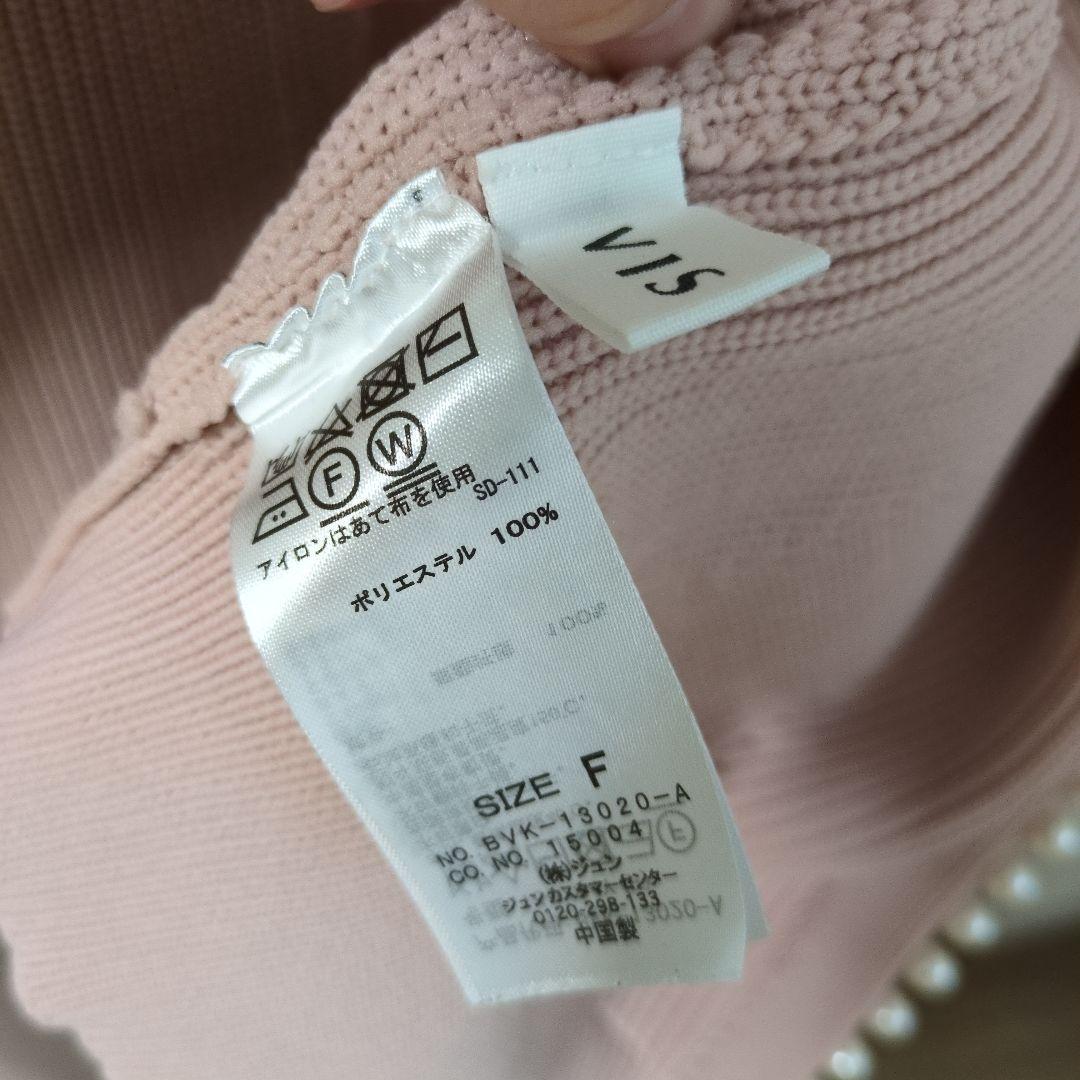 VIS
F
W
アイロンはあて布を使用
SD-111
ポリエステル 100%
100%
SIZE F
NO. BVK-13020-A
CO. NO. 15004
(株)ジュン
ジュンカスタマーセンター
0120-298-133
中国製